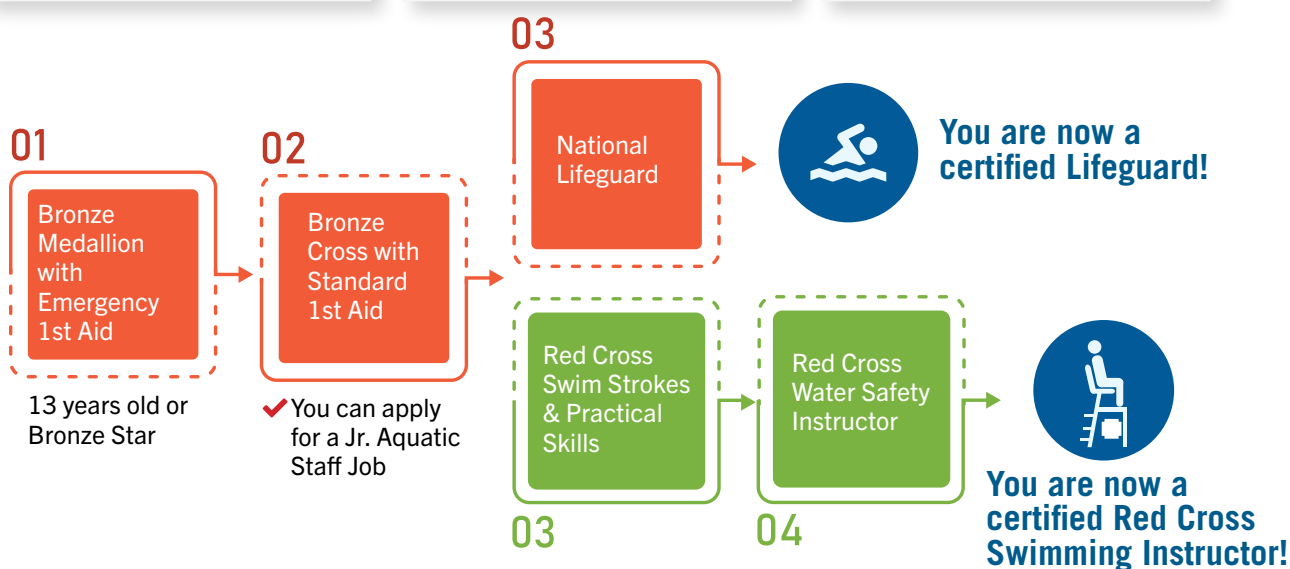 01
Bronze
Medallion
with
Emergency
1st Aid
13 years old or
Bronze Star
02
Bronze
Cross with
Standard
1st Aid
You can apply
for a Jr. Aquatic
Staff Job
03
National
Lifeguard
You are now a
certified Lifeguard!
Red Cross
Swim Strokes
& Practical
Skills
03
Red Cross
Water Safety
Instructor
04
You are now a
certified Red Cross
Swimming Instructor!